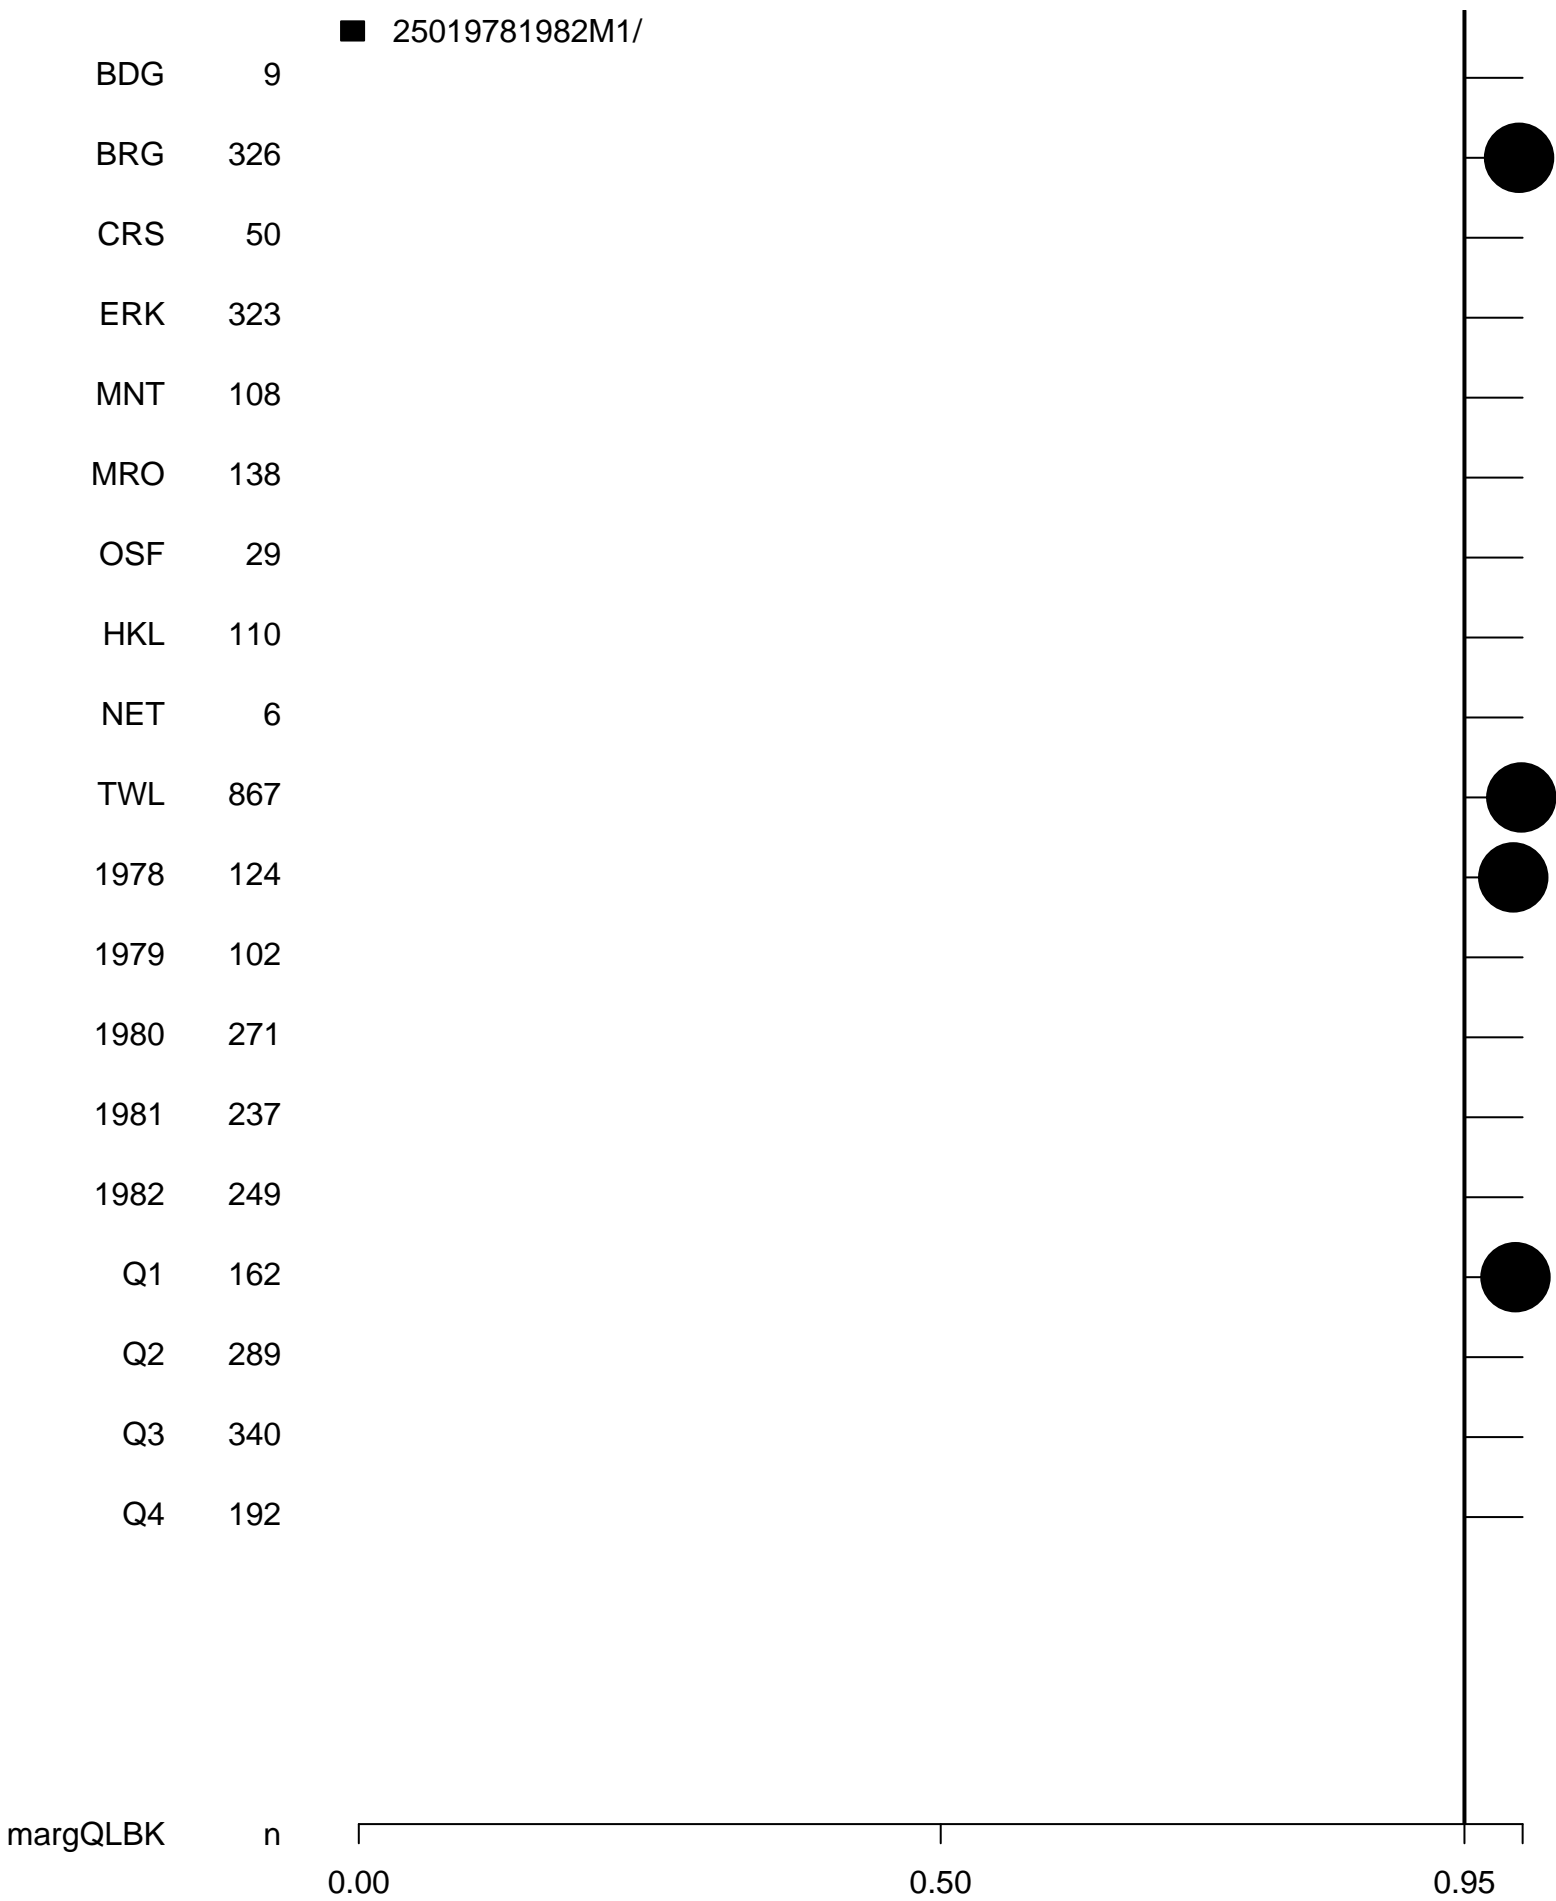 25019781982M1/
BDG 9
BRG 326
CRS 50
ERK 323
MNT 108
MRO 138
OSF 29
HKL 110
NET 6
TWL 867
1978 124
1979 102
1980 271
1981 237
1982 249
Q1 162
Q2 289
Q3 340
Q4 192
margQLBK n
0.00 0.50 0.95